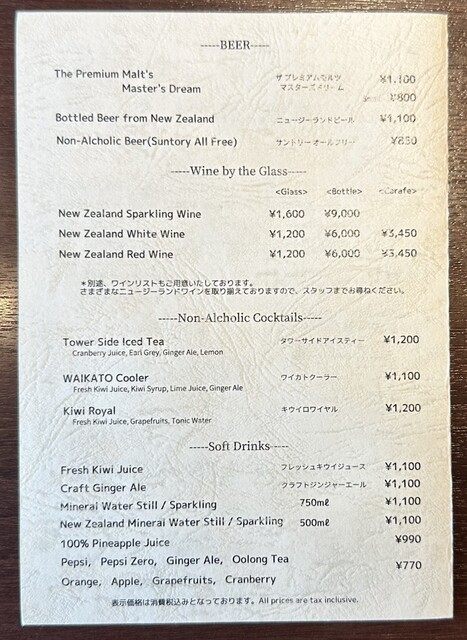 -----BEER-----
The Premium Malt's ザ プレミアムモルツ ¥1,100
Master's Dream マスターズドリーム
¥800
Bottled Beer from New Zealand ニュージーランドビール ¥1,100
Non-Alcholic Beer(Suntory All Free) サントリーオールフリー ¥850
-----Wine by the Glass-----
<Glass> <Bottle> <Carafe>
New Zealand Sparkling Wine ¥1,600 ¥9,000
New Zealand White Wine ¥1,200 ¥6,000 ¥3,450
New Zealand Red Wine ¥1,200 ¥6,000 ¥3,450
＊別途、ワインリストもご用意いたしております。
さまざまなニュージーランドワインを取り揃えておりますので、スタッフまでお尋ねください。
-----Non-Alcholic Cocktails-----
Tower Side Iced Tea タワーサイドアイスティー ¥1,200
Cranberry Juice, Earl Grey, Ginger Ale, Lemon
WAIKATO Cooler ワイカトクーラー ¥1,100
Fresh Kiwi Juice, Kiwi Syrup, Lime Juice, Ginger Ale
Kiwi Royal キウイロワイヤル ¥1,200
Fresh Kiwi Juice, Grapefruits, Tonic Water
-----Soft Drinks-----
Fresh Kiwi Juice フレッシュキウイジュース ¥1,100
Craft Ginger Ale クラフトジンジャーエール ¥1,100
Mineral Water Still / Sparkling 750mℓ ¥1,100
New Zealand Mineral Water Still / Sparkling 500mℓ ¥1,100
100% Pineapple Juice ¥990
Pepsi, Pepsi Zero, Ginger Ale, Oolong Tea ¥770
Orange, Apple, Grapefruits, Cranberry
表示価格は消費税込みとなっております。All prices are tax inclusive.